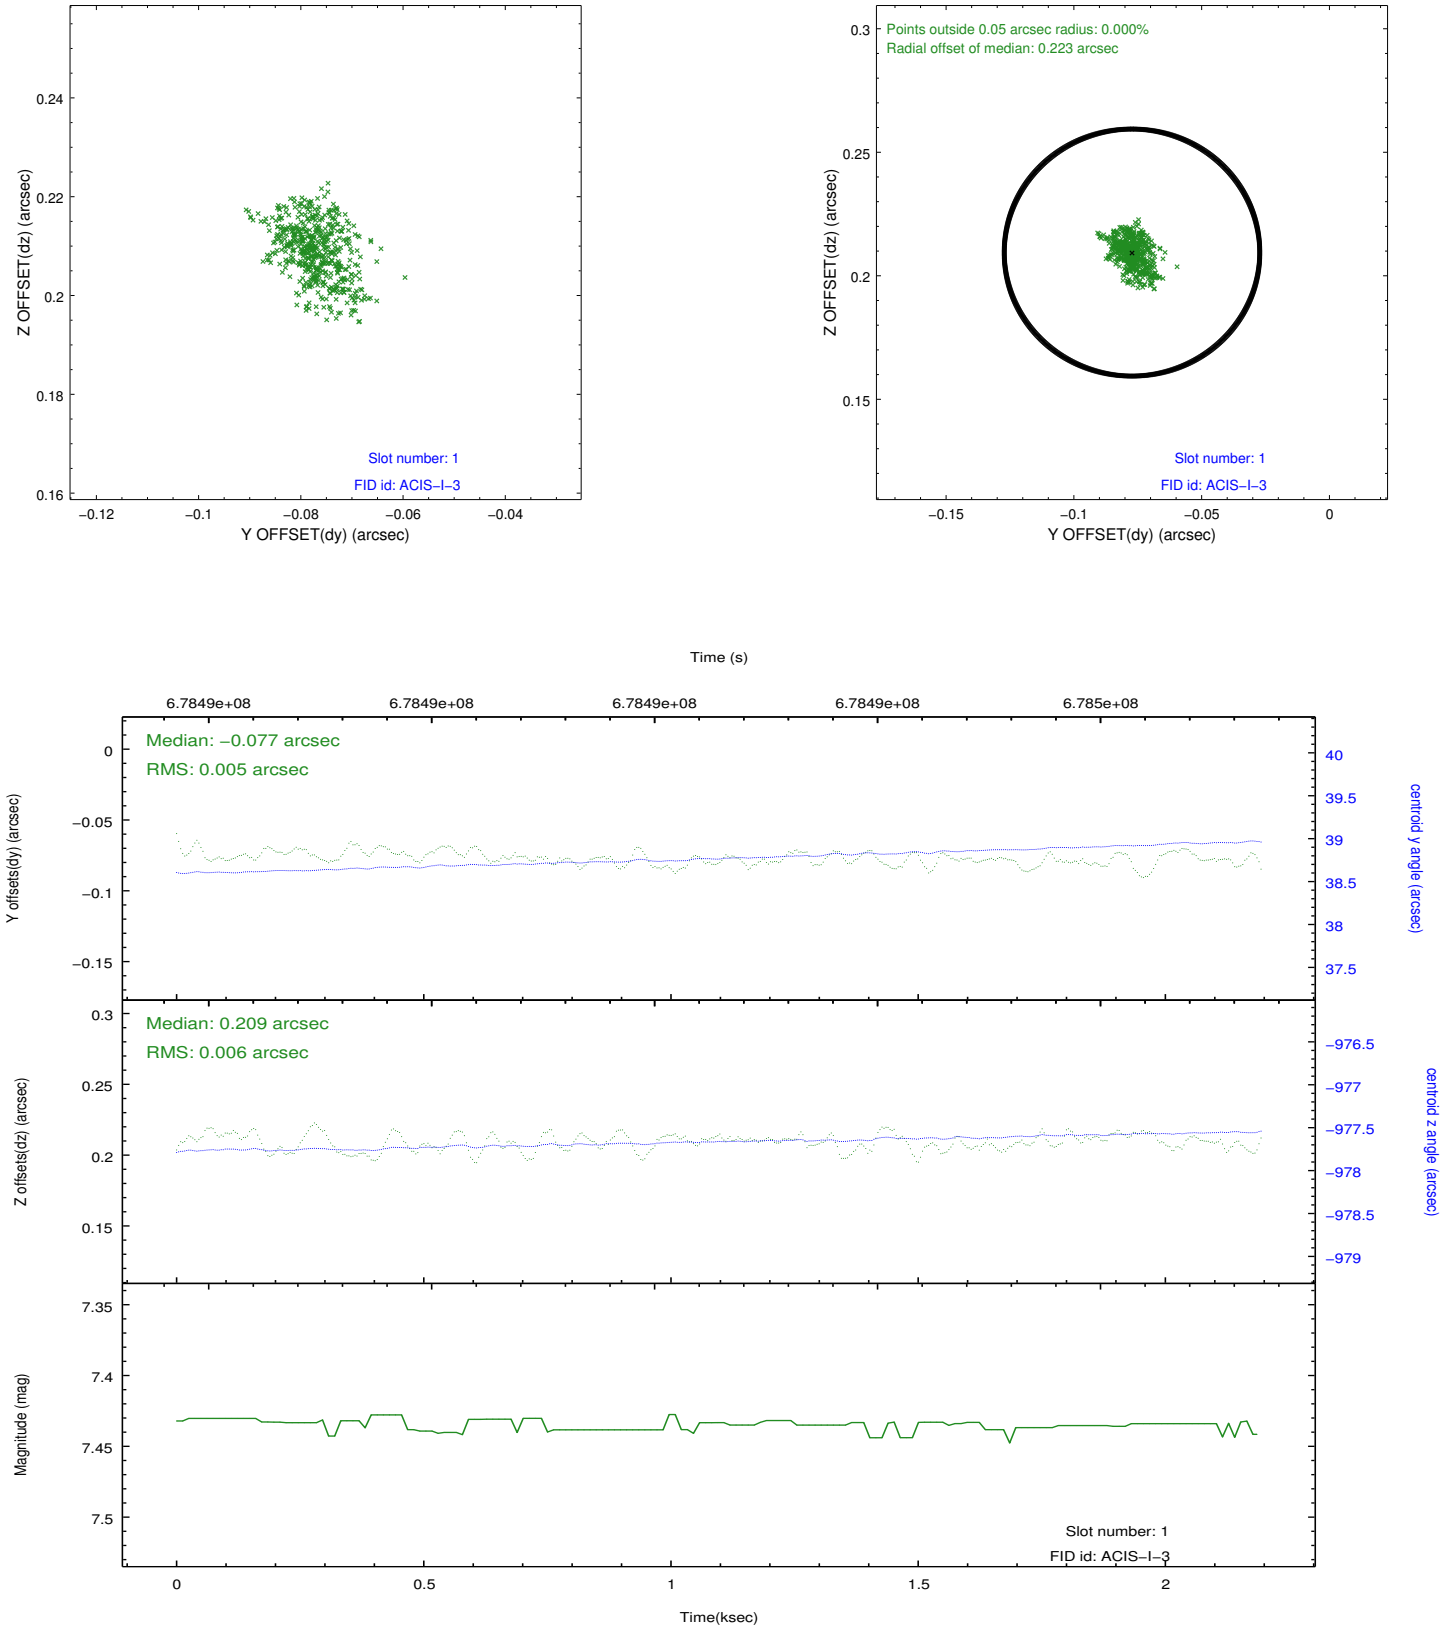 0.24
0.22
0.2
0.18
0.16
Z OFFSET(dz) (arcsec)
Slot number: 1
FID id: ACIS−I−3
−0.12
−0.1
−0.08
−0.06
−0.04
Y OFFSET(dy) (arcsec)
Points outside 0.05 arcsec radius: 0.000%
Radial offset of median: 0.223 arcsec
0.3
0.25
0.2
0.15
Z OFFSET(dz) (arcsec)
Slot number: 1
FID id: ACIS−I−3
−0.15
−0.1
−0.05
0
Y OFFSET(dy) (arcsec)
Time (s)
6.7849e+08
6.7849e+08
6.7849e+08
6.7849e+08
6.785e+08
Median: −0.077 arcsec
RMS: 0.005 arcsec
0
−0.05
−0.1
−0.15
Y offsets(dy) (arcsec)
40
39.5
39
38.5
38
37.5
centroid y angle (arcsec)
Median: 0.209 arcsec
RMS: 0.006 arcsec
0.3
0.25
0.2
0.15
Z offsets(dz) (arcsec)
−976.5
−977
−977.5
−978
−978.5
−979
centroid z angle (arcsec)
7.35
7.4
7.45
7.5
Magnitude (mag)
Slot number: 1
FID id: ACIS−I−3
0
0.5
1
1.5
2
Time(ksec)